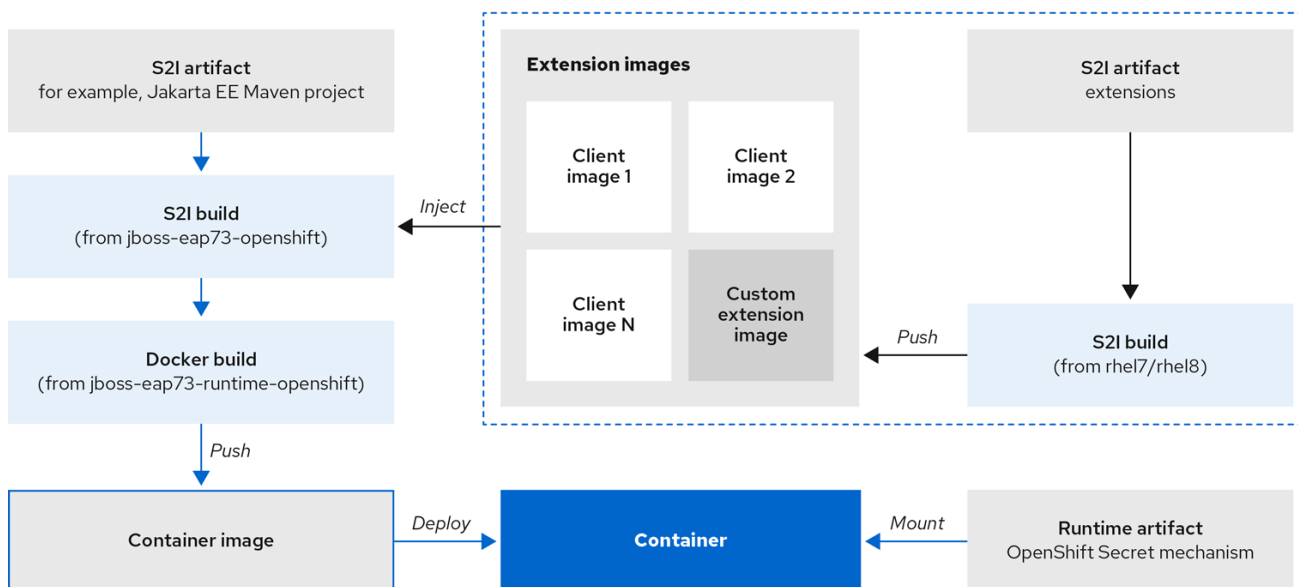 S2I artifact
for example, Jakarta EE Maven project
S2I build
(from jboss-eap73-openshift)
Docker build
(from jboss-eap73-runtime-openshift)
Push
Container image
Inject
Extension images
Client
image 1
Client
image 2
Client
image N
Custom
extension
image
Push
S2I artifact
extensions
S2I build
(from rhel7/rhel8)
Deploy
Container
Mount
Runtime artifact
OpenShift Secret mechanism